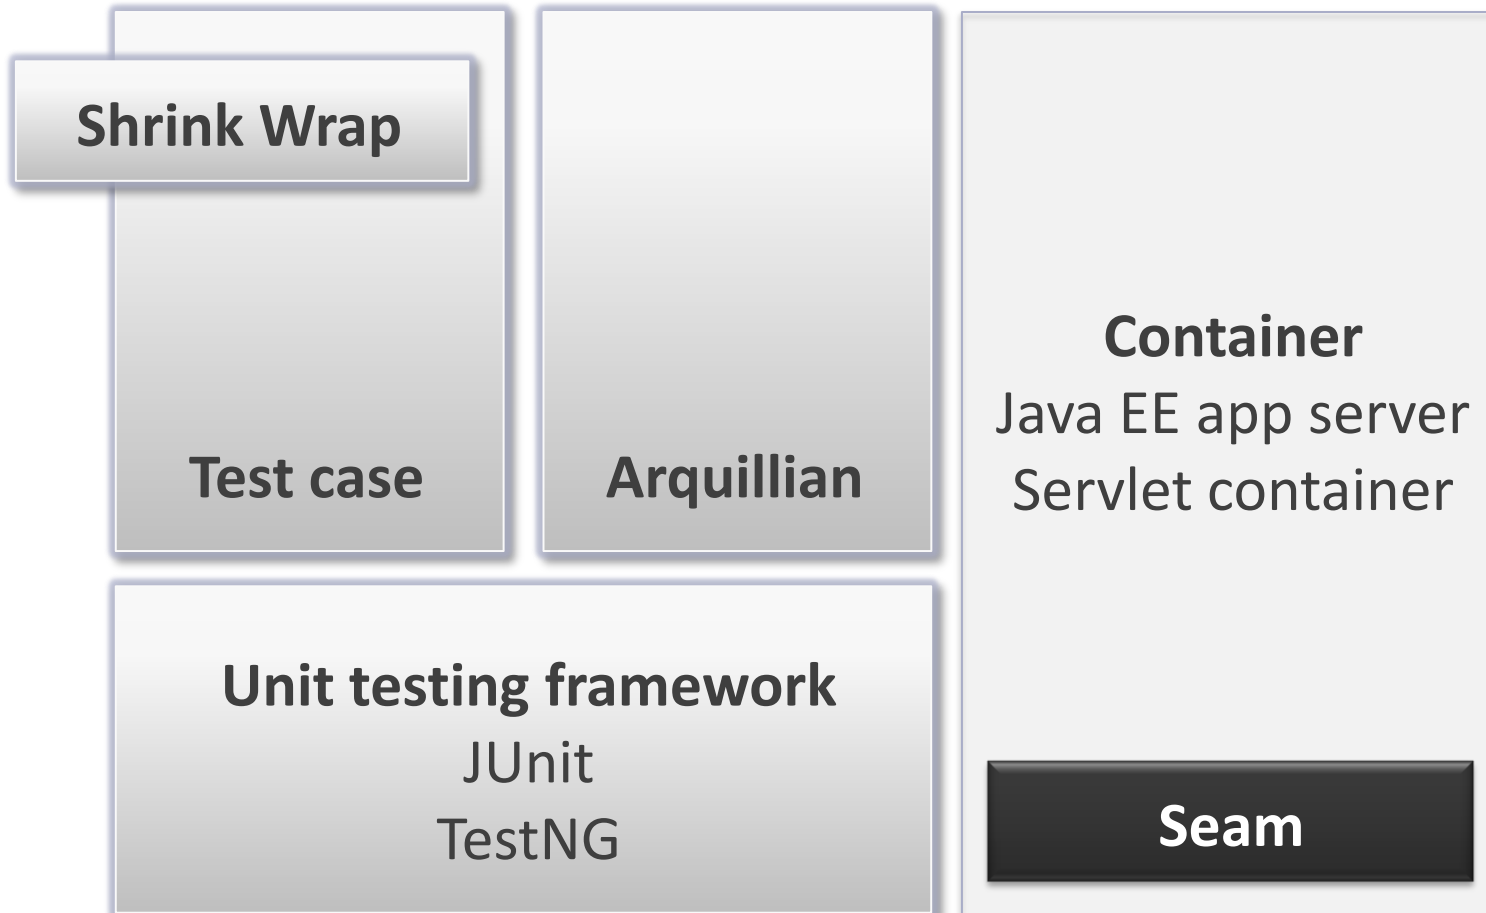 Shrink Wrap
Test case
Arquillian
Unit testing framework
JUnit
TestNG
Container
Java EE app server
Servlet container
Seam